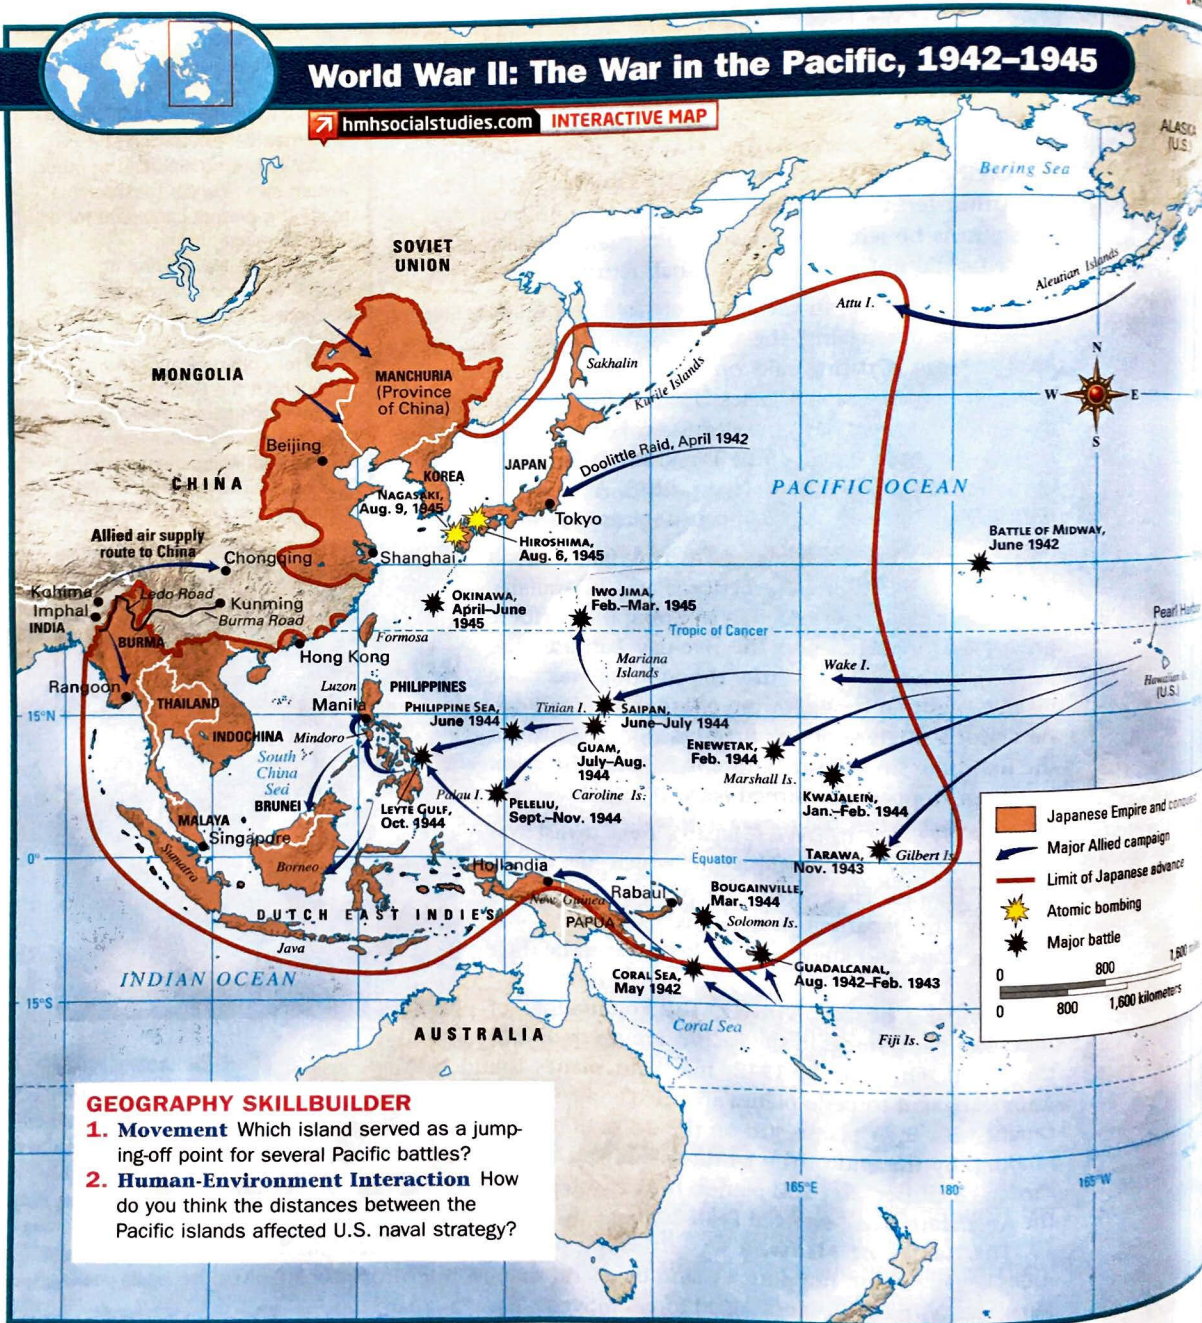 World War II: The War in the Pacific, 1942–1945
hmhsocialstudies.com INTERACTIVE MAP
ALASKA
(U.S.)
Bering Sea
SOVIET
UNION
Aleutian Islands
Attu I.
N
W E
S
Sakhalin
Kurile Islands
MONGOLIA
MANCHURIA
(Province
of China)
Beijing
Doolittle Raid, April 1942
JAPAN
KOREA
CHINA
PACIFIC OCEAN
NAGASAKI,
Aug. 9, 1945
Tokyo
HIROSHIMA,
Aug. 6, 1945
BATTLE OF MIDWAY,
June 1942
Allied air supply
route to China
Chongqing
Shanghai
Kohima
Imphal
INDIA
Ledo Road
Kunming
Burma Road
OKINAWA,
April–June
1945
IWO JIMA,
Feb.–Mar. 1945
Tropic of Cancer
Pearl
BURMA
Formosa
Hong Kong
Mariana
Islands
Wake I.
Hawaiian
(U.S.)
Rangoon
Luzon
PHILIPPINES
Manila
THAILAND
PHILIPPINE SEA,
June 1944
Tinian I.
SAIPAN,
June–July 1944
15°N
INDOCHINA
Mindoro
GUAM,
July–Aug.
1944
ENEWETAK,
Feb. 1944
South
China
Sea
Marshall Is.
BRUNEI
LEYTE GULF,
Oct. 1944
Palau I.
PELELIU,
Sept.–Nov. 1944
Caroline Is.
KWAJALEIN,
Jan.–Feb. 1944
MALAYA
Singapore
Sumatra
Borneo
0°
Equator
TARAWA,
Nov. 1943
Gilbert Is.
Hollandia
New Guinea
PAPUA
Rabaul
BOUGAINVILLE,
Mar. 1944
Solomon Is.
DUTCH EAST INDIES
Java
INDIAN OCEAN
CORAL SEA,
May 1942
GUADALCANAL,
Aug. 1942–Feb. 1943
15°S
AUSTRALIA
Coral Sea
Fiji Is.
Japanese Empire and
Major Allied campaign
Limit of Japanese advance
Atomic bombing
Major battle
0 800 1,600
0 800 1,600 kilometers
GEOGRAPHY SKILLBUILDER
1. Movement Which island served as a jump-
ing-off point for several Pacific battles?
2. Human-Environment Interaction How
do you think the distances between the
Pacific islands affected U.S. naval strategy?
165°E
180°
165°W